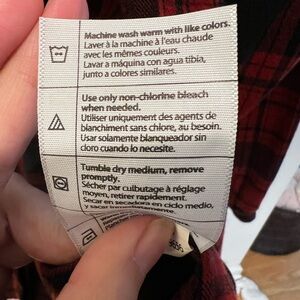 Machine wash warm with like colors.
Laver à la machine à l'eau chaude
avec les mêmes couleurs.
Lavar a máquina con agua tibia,
junto a colores similares.
Use only non-chlorine bleach
when needed.
Utiliser uniquement des agents de
blanchiment sans chlore, au besoin.
Usar solamente blanqueador sin
cloro cuando lo necesite.
Tumble dry medium, remove
promptly.
Sécher par culbutage à réglage
moyen, retirer rapidement.
Secar en secadora en ciclo medio,
y sacar inmediatamente.